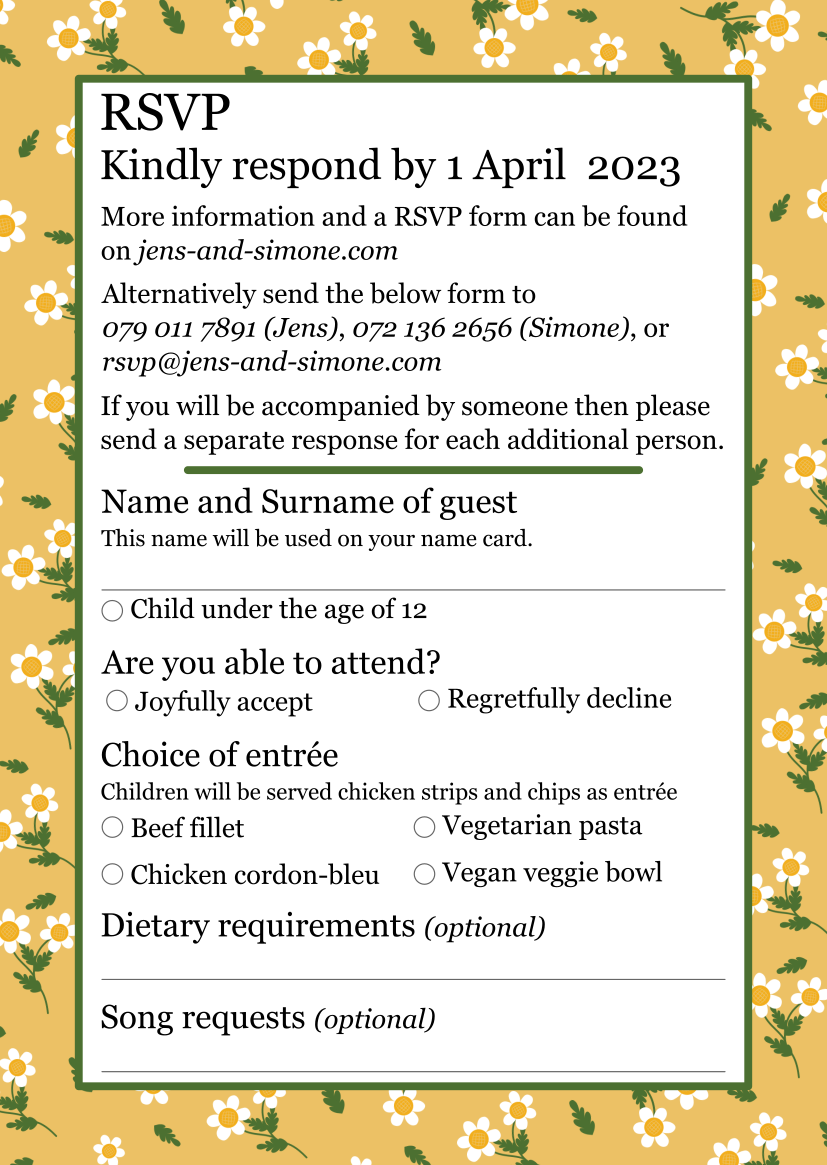 RSVP
Kindly respond by 1 April 2023
More information and a RSVP form can be found
on jens-and-simone.com
Alternatively send the below form to
079 011 7891 (Jens), 072 136 2656 (Simone), or
rsvp@jens-and-simone.com
If you will be accompanied by someone then please
send a separate response for each additional person.
Name and Surname of guest
This name will be used on your name card.
Child under the age of 12
Are you able to attend?
Joyfully accept Regretfully decline
Choice of entrée
Children will be served chicken strips and chips as entrée
Beef fillet Vegetarian pasta
Chicken cordon-bleu Vegan veggie bowl
Dietary requirements (optional)
Song requests (optional)